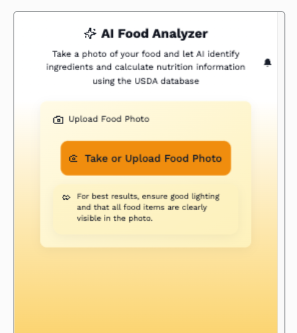 AI Food Analyzer
Take a photo of your food and let AI identify
ingredients and calculate nutrition information
using the USDA database
Upload Food Photo
Take or Upload Food Photo
For best results, ensure good lighting
and that all food items are clearly
visible in the photo.